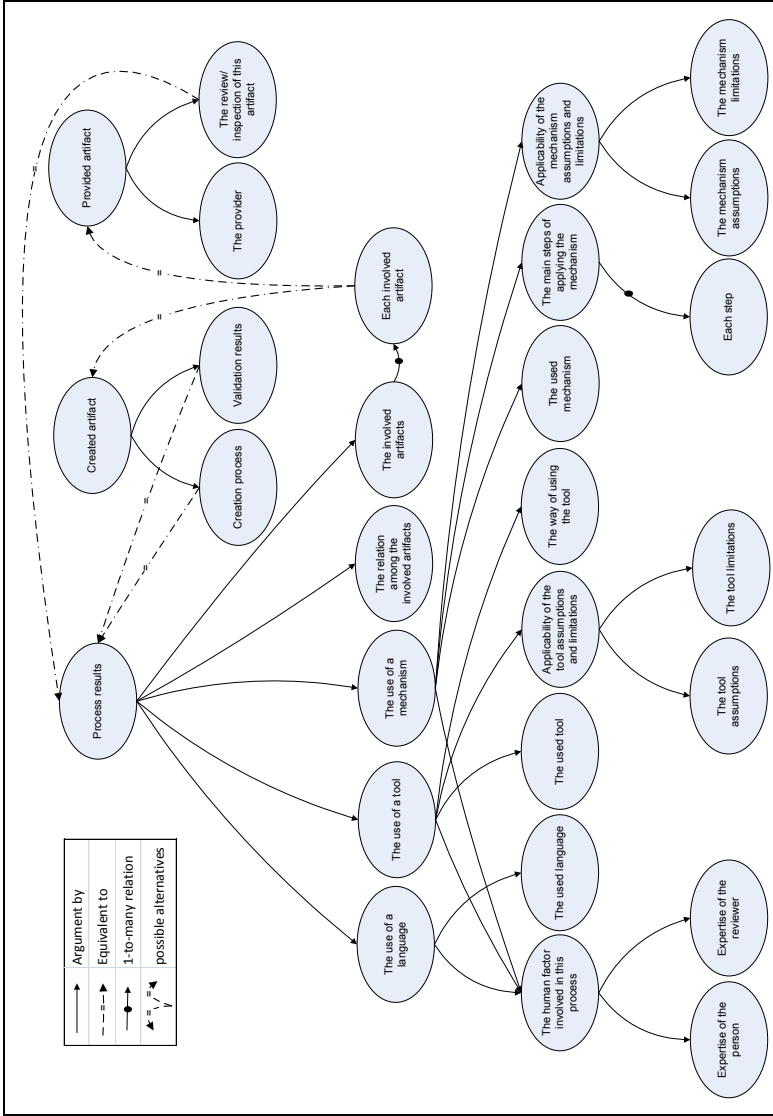 Argument by
Equivalent to
1-to-many relation
possible alternatives
=
=
=
Process results
Created artifact
Provided artifact
=
=
=
=
=
Creation process
Validation results
The provider
The review/
inspection of this
artifact
The use of a
language
The use of a tool
The use of a
mechanism
The relation
among the
involved artifacts
The involved
artifacts
Each involved
artifact
The human factor
involved in this
process
The used language
The used tool
Applicability of the
tool assumptions
and limitations
The way of using
the tool
The used
mechanism
The main steps of
applying the
mechanism
Applicability of the
mechanism
assumptions and
limitations
Expertise of the
person
Expertise of the
reviewer
The tool
assumptions
The tool limitations
Each step
The mechanism
assumptions
The mechanism
limitations